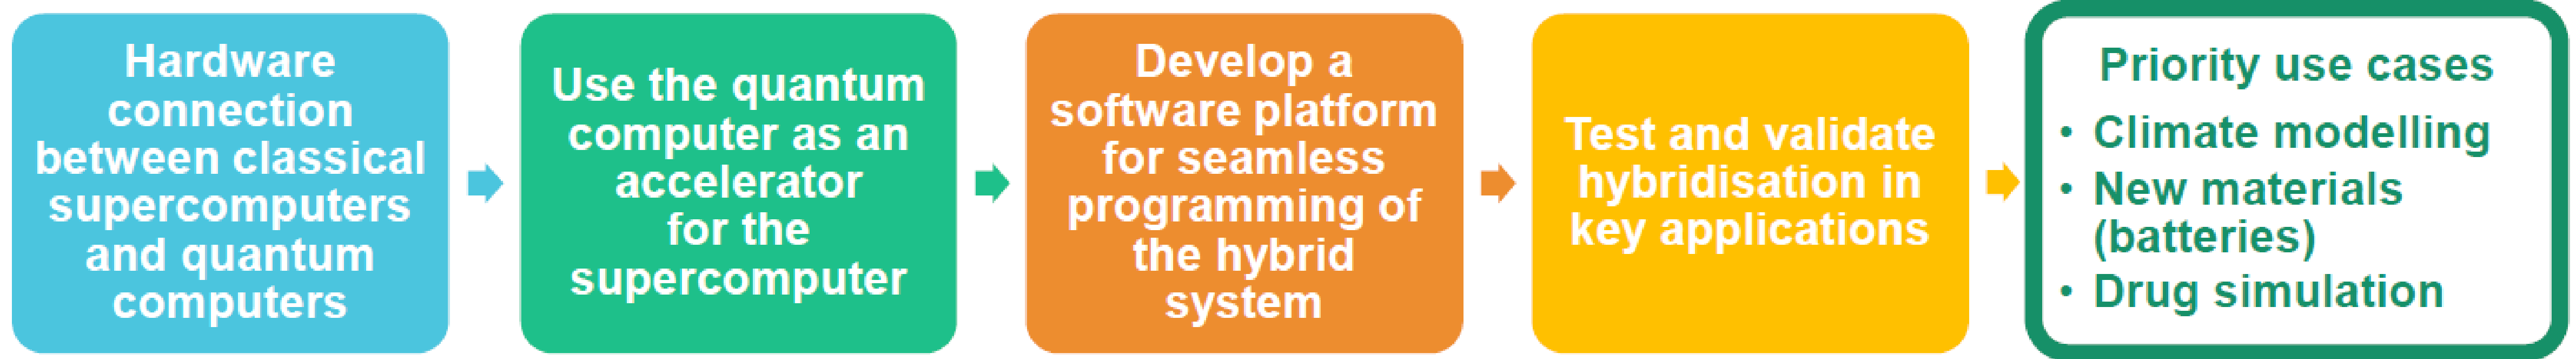 Hardware
connection
between classical
supercomputers
and quantum
computers
Use the quantum
computer as an
accelerator
for the
supercomputer
Develop a
software platform
for seamless
programming of
the hybrid
system
Test and validate
hybridisation in
key applications
Priority use cases
• Climate modelling
• New materials
(batteries)
• Drug simulation